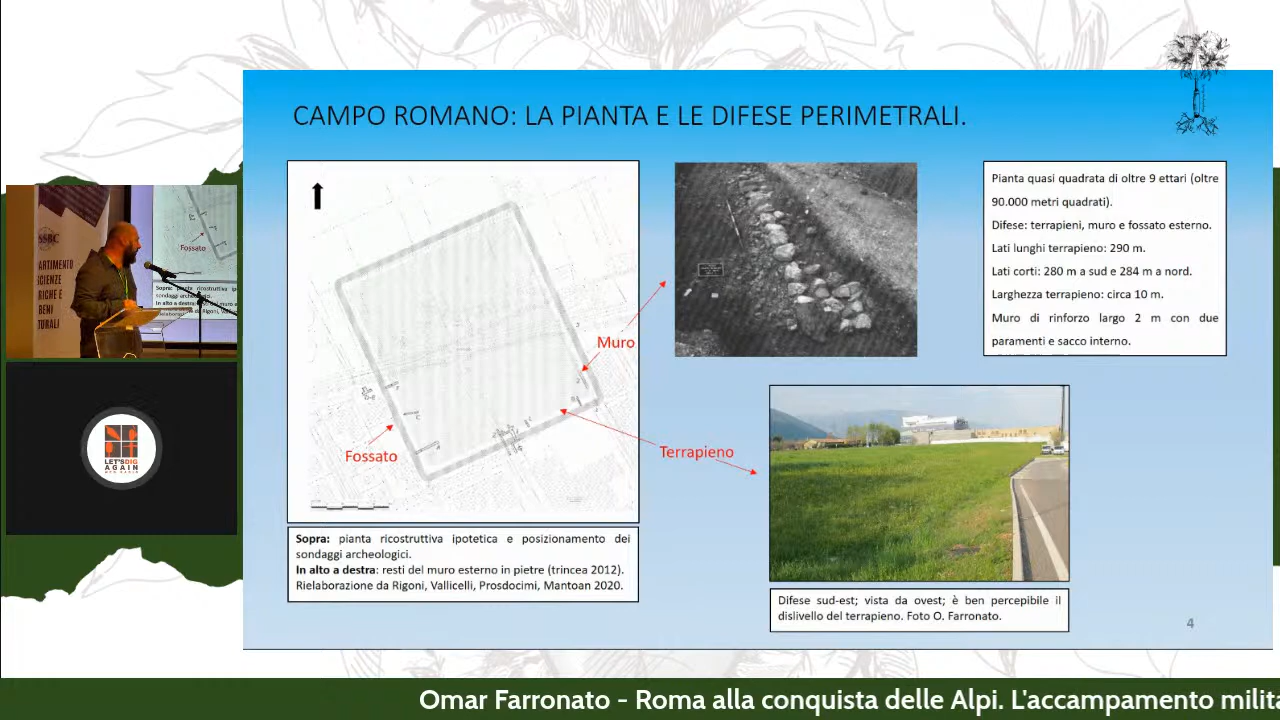 CAMPO ROMANO: LA PIANTA E LE DIFESE PERIMETRALI.
Muro
Fossato
Terrapieno
Pianta quasi quadrata di oltre 9 ettari (oltre
90.000 metri quadrati).
Difese: terrapieni, muro e fossato esterno.
Lati lunghi terrapieno: 290 m.
Lati corti: 280 m a sud e 284 m a nord.
Larghezza terrapieno: circa 10 m.
Muro di rinforzo largo 2 m con due
paramenti e sacco interno.
Sopra: pianta ricostruttiva ipotetica e posizionamento dei
sondaggi archeologici.
In alto a destra: resti del muro esterno in pietre (trincea 2012).
Rielaborazione da Rigoni, Vallicelli, Prosdocimi, Mantoan 2020.
Difese sud-est; vista da ovest; è ben percepibile il
dislivello del terrapieno. Foto O. Farronato.
4
Fossato
LET'S DIG
AGAIN
Omar Farronato - Roma alla conquista delle Alpi. L'accampamento milita